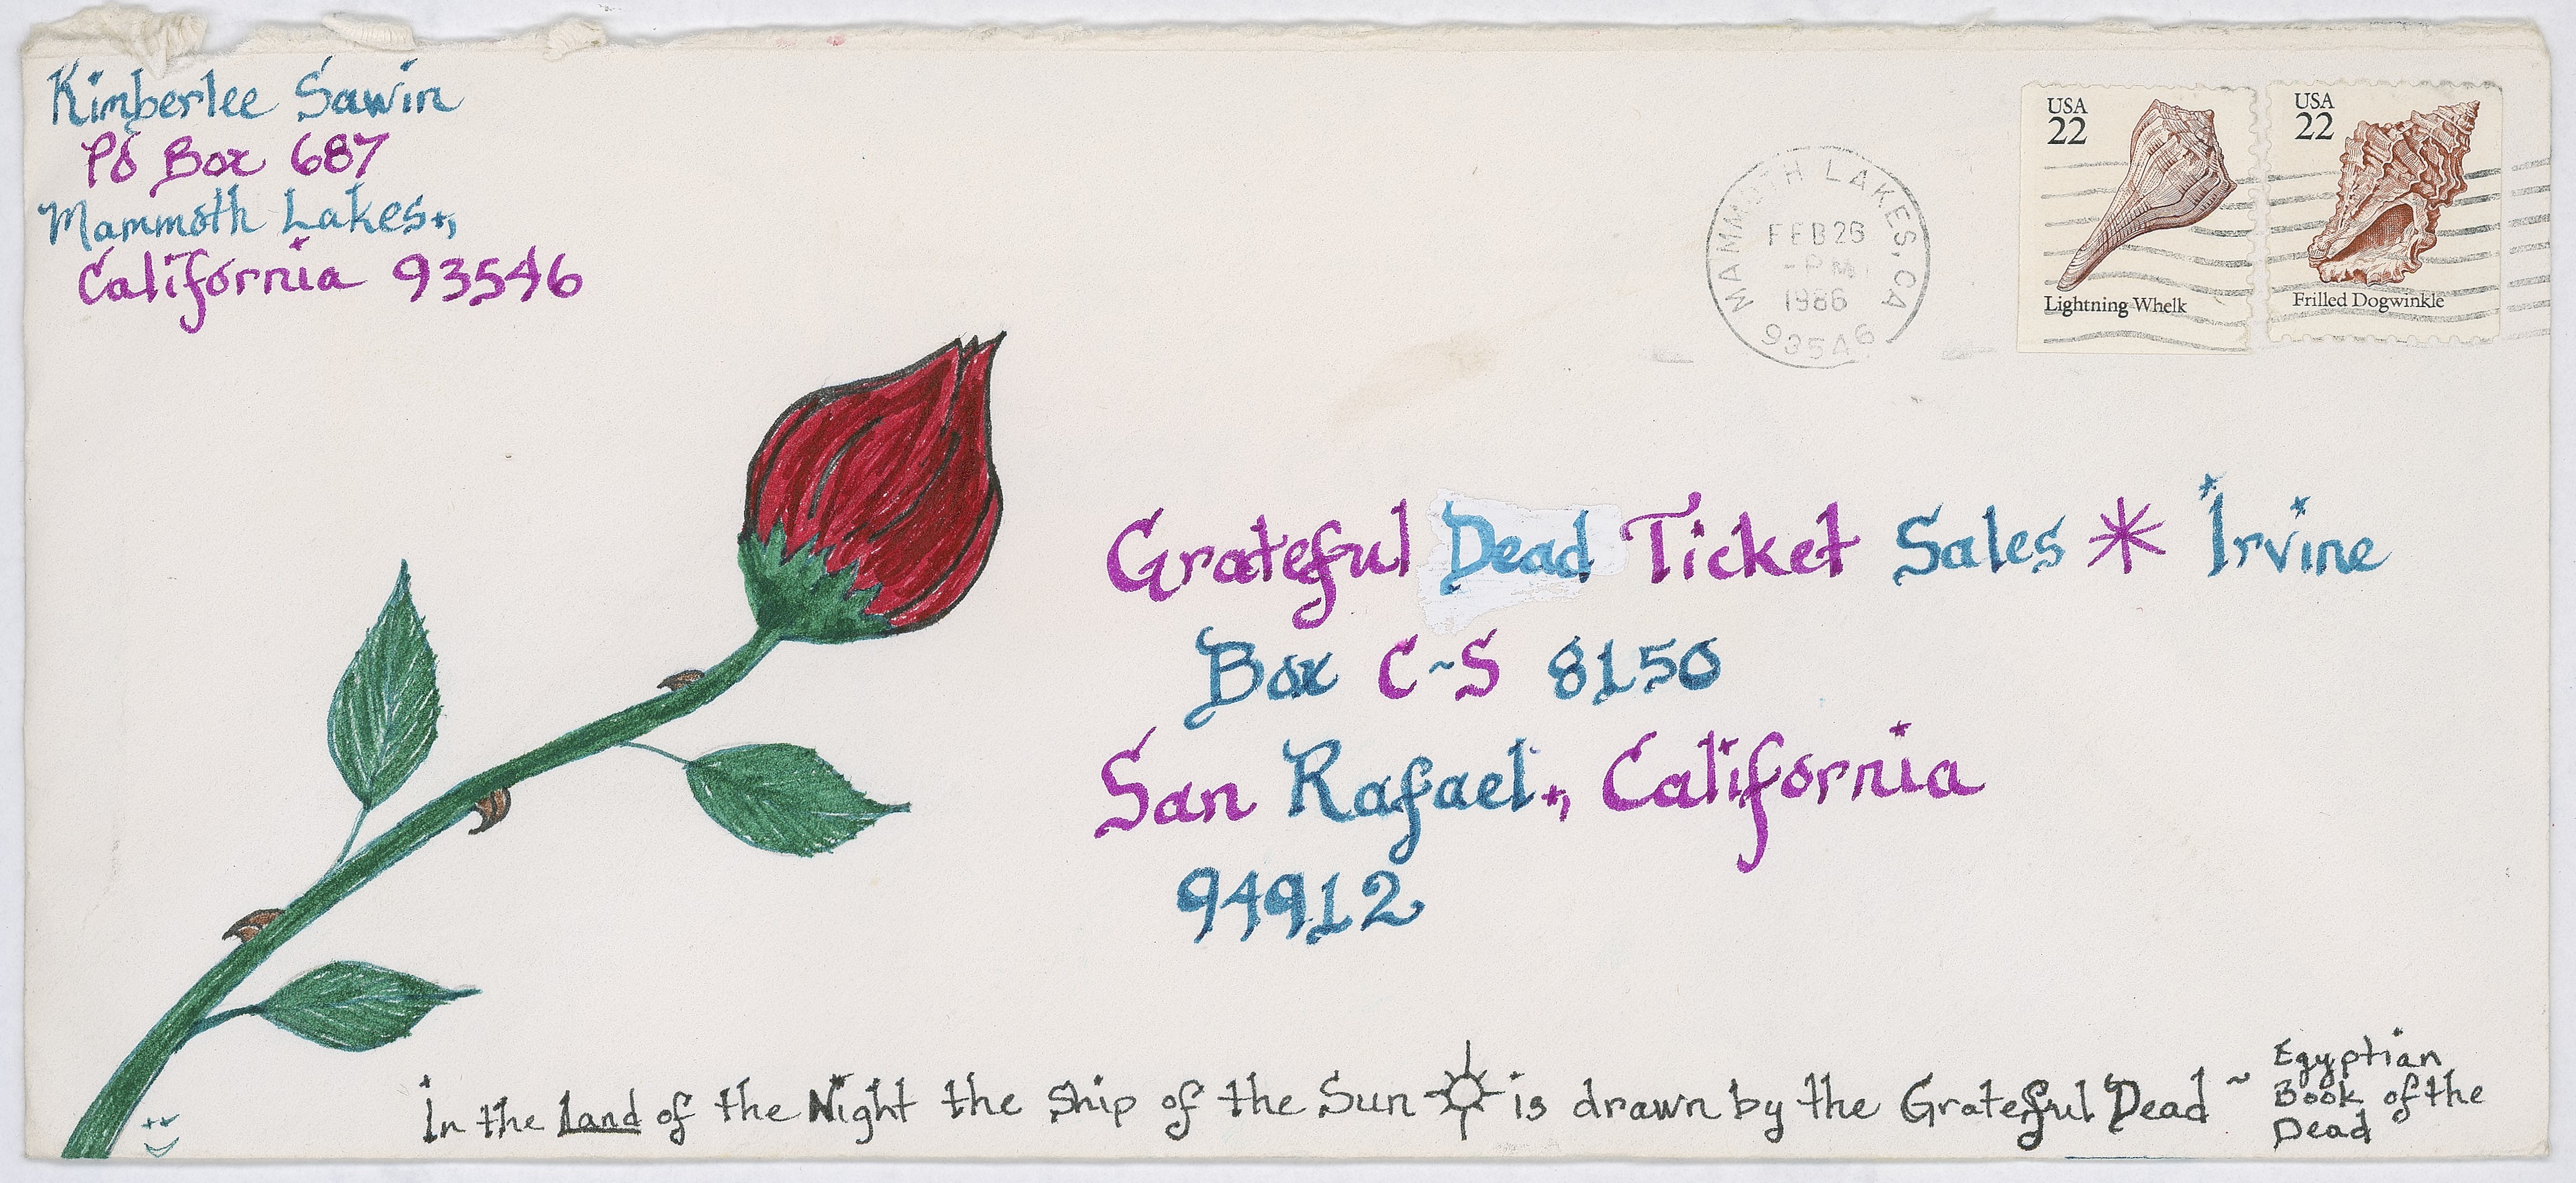 Kimberlee Sawin
PO Box 687
Mammoth Lakes,
California 93546
MAMMOTH LAKES, CA
FEB 26
PM
1986
93546
USA
22
Lightning Whelk
USA
22
Frilled Dogwinkle
Grateful Dead Ticket Sales * Irvine
Box C~S 8150
San Rafael, California
94912
In the Land of the Night the Ship of the Sun is drawn by the Grateful Dead ~ Egyptian
Book of the
Dead